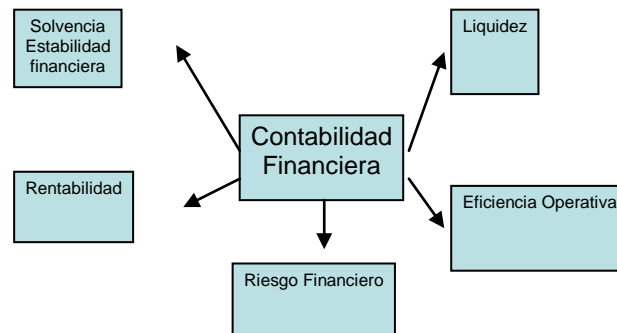 Solvencia
Estabilidad
financiera
Liquidez
Contabilidad
Financiera
Rentabilidad
Eficiencia Operativa
Riesgo Financiero